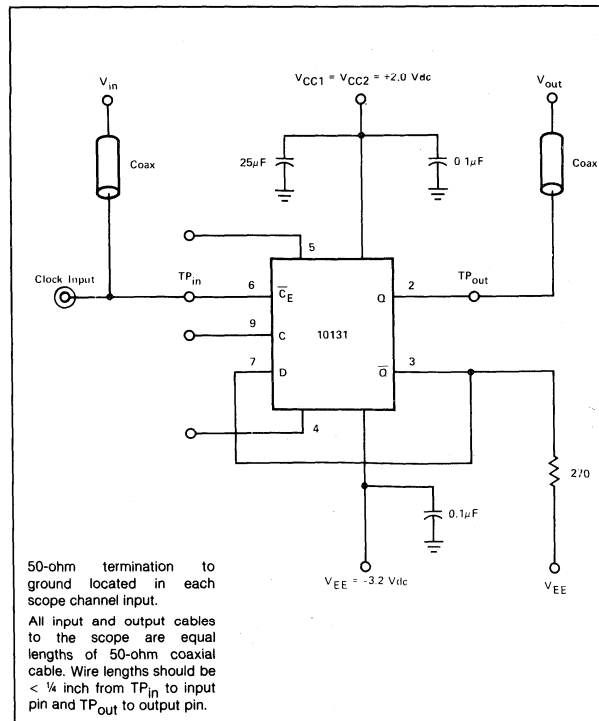 Vin
VCC1 = VCC2 = +2.0 Vdc
Vout
Coax
25µF
0 1µF
Coax
5
Clock Input
TPin
6
C̅E̅
Q
2
TPout
9
C
10131
7
D
Q̅
3
4
270
0.1µF
VEE = -3.2 Vdc
VEE
50-ohm termination to
ground located in each
scope channel input.
All input and output cables
to the scope are equal
lengths of 50-ohm coaxial
cable. Wire lengths should be
< ¼ inch from TPin to input
pin and TPout to output pin.